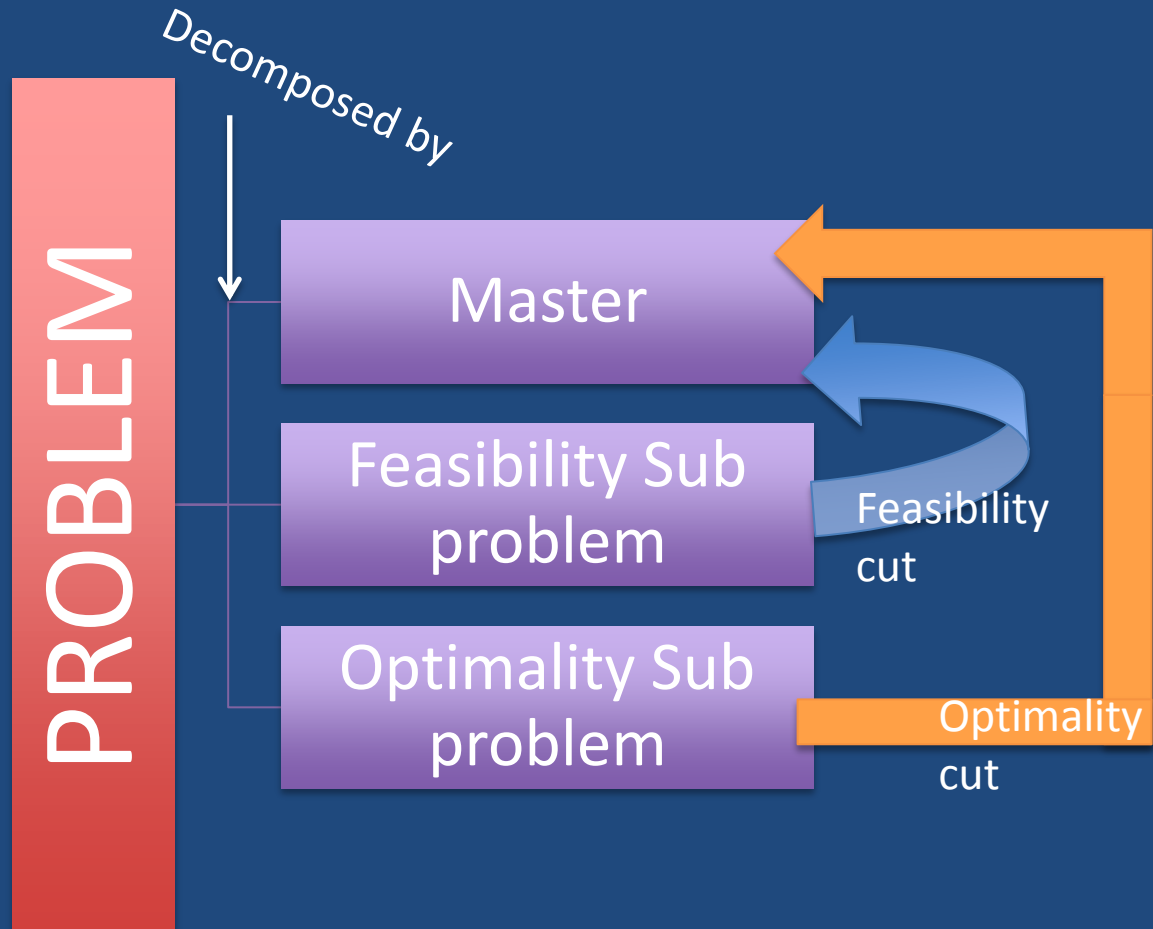 Decomposed by
PROBLEM
Master
Feasibility Sub
problem
Feasibility
cut
Optimality Sub
problem
Optimality
cut